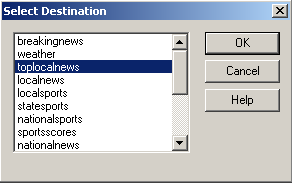 Select Destination
breakingnews
weather
toplocalnews
localnews
localsports
statesports
nationalsports
sportsscores
nationalnews
OK
Cancel
Help